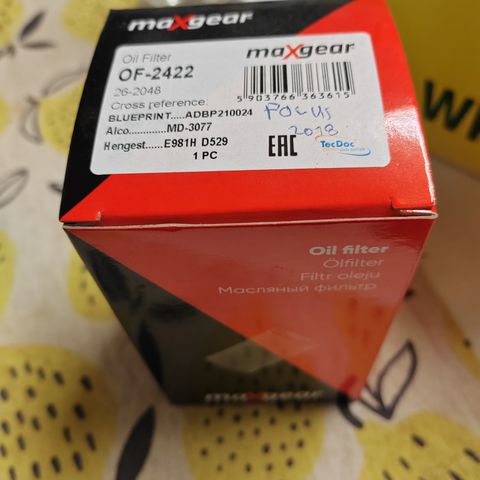 maxgear
Oil Filter
OF-2422
26-2048
Cross reference:
BLUEPRINT.....ADBP210024
Alco............MD-3077
Hengest......E981H D529
1 PC
maxgear
5 903766 363615
FOCUS
2018
EAC
TecDoc
Oil filter
Ölfilter
Filtr oleju
Масляный фильтр
maxgear
W